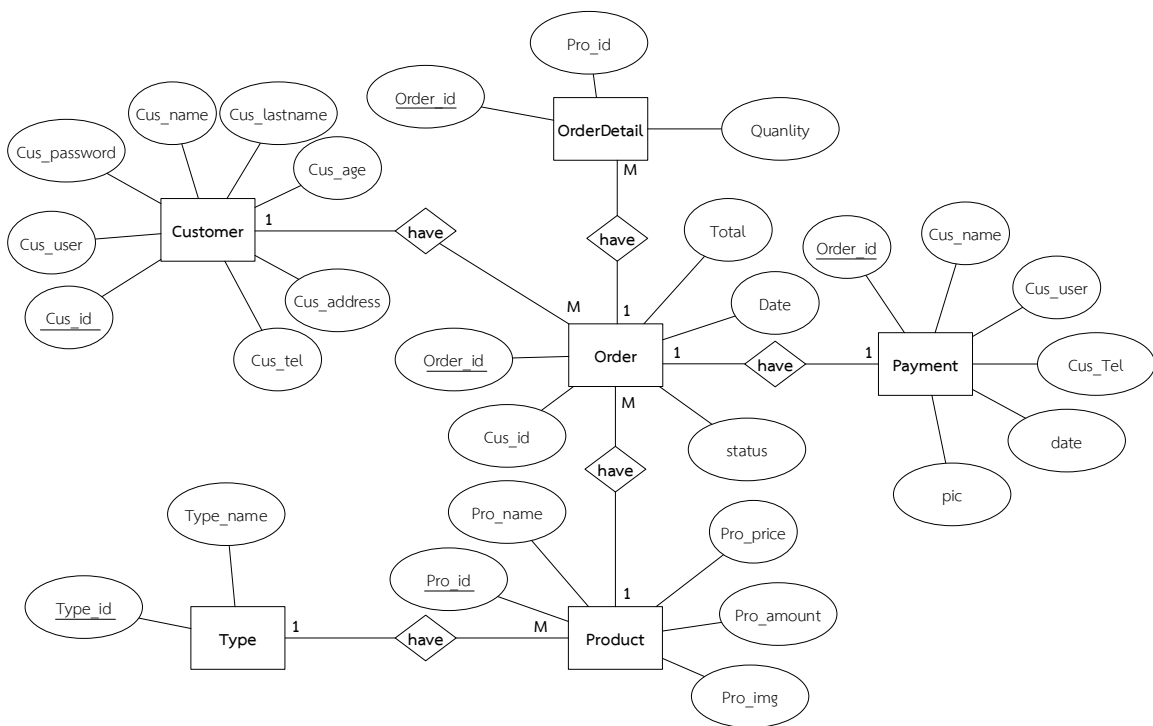 Pro_id
Order_id
OrderDetail
Quanlity
M
have
1
Cus_name
Cus_lastname
Cus_password
Cus_age
Cus_user
Customer
1
have
M
Cus_id
Cus_address
Cus_tel
Total
Date
Order_id
Order
1
have
1
Cus_id
M
status
have
Order_id
Cus_name
Cus_user
Payment
Cus_Tel
date
pic
Type_name
Type_id
Type
1
have
M
Pro_name
Pro_price
Pro_id
1
Product
Pro_amount
Pro_img